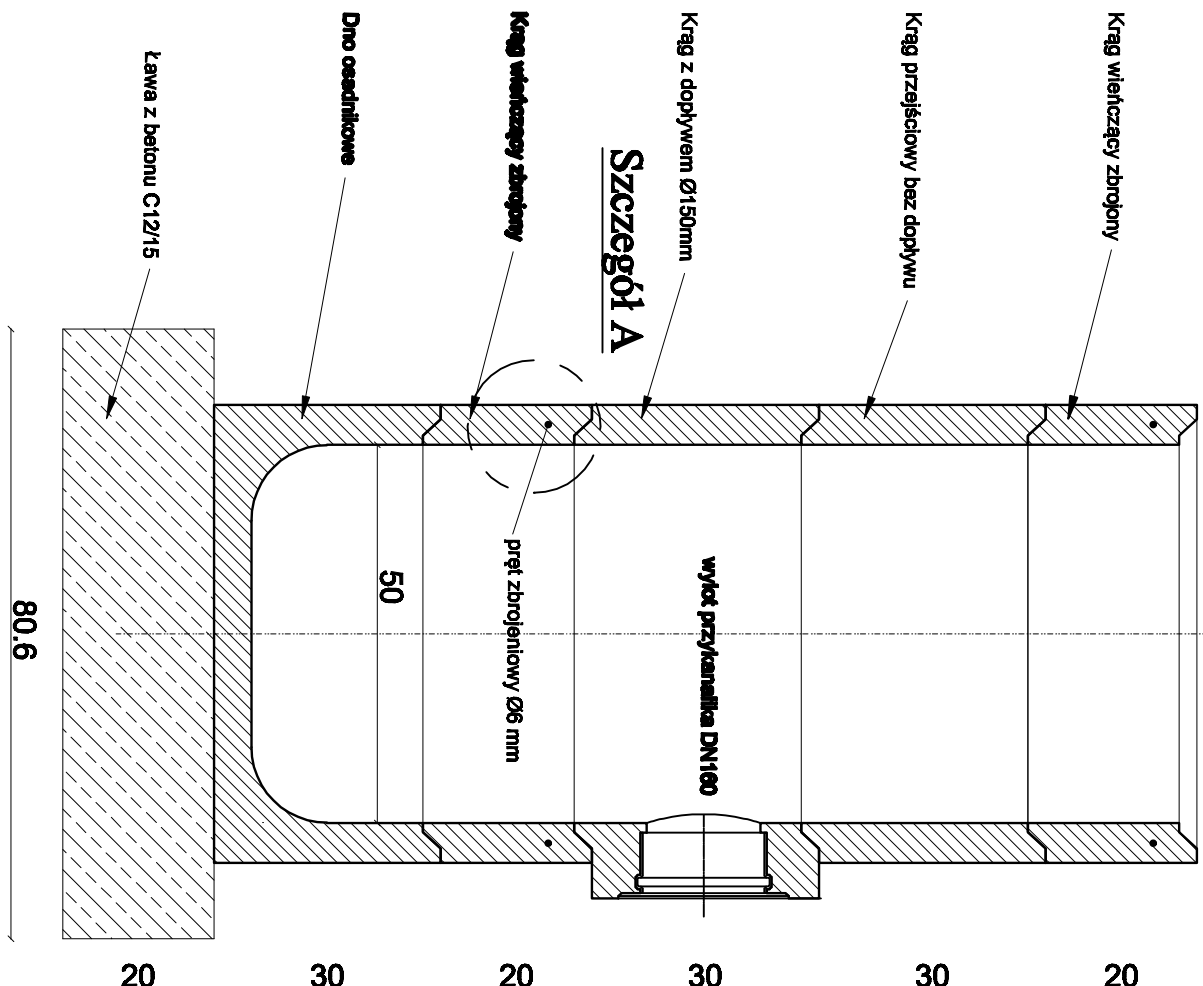 Krąg wieńczący zbrojony
Krąg przejściowy bez dopływu
Krąg z dopływem Ø150mm
Szczegół A
Krąg wieńczący zbrojony
Dno osadnikowe
Ława z betonu C12/15
wylot przykanalika DN160
pręt zbrojeniowy Ø6 mm
50
80.6
20
30
30
20
30
20